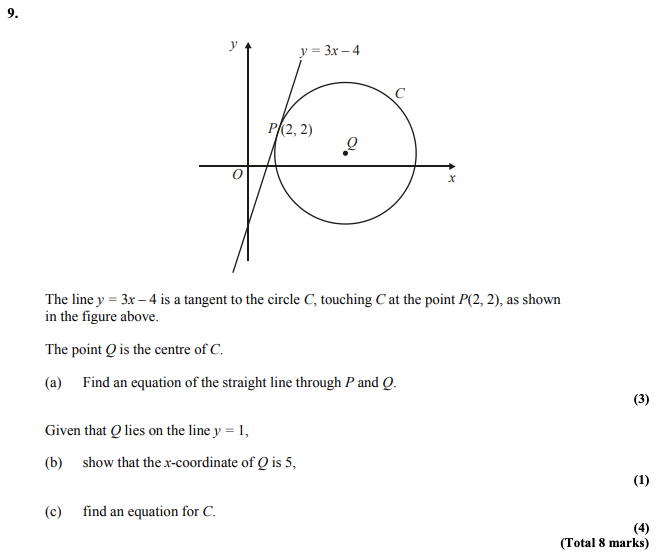 9.
y
y = 3x – 4
C
P(2, 2)
Q
O
x
The line y = 3x – 4 is a tangent to the circle C, touching C at the point P(2, 2), as shown
in the figure above.
The point Q is the centre of C.
(a) Find an equation of the straight line through P and Q.
(3)
Given that Q lies on the line y = 1,
(b) show that the x-coordinate of Q is 5,
(1)
(c) find an equation for C.
(4)
(Total 8 marks)